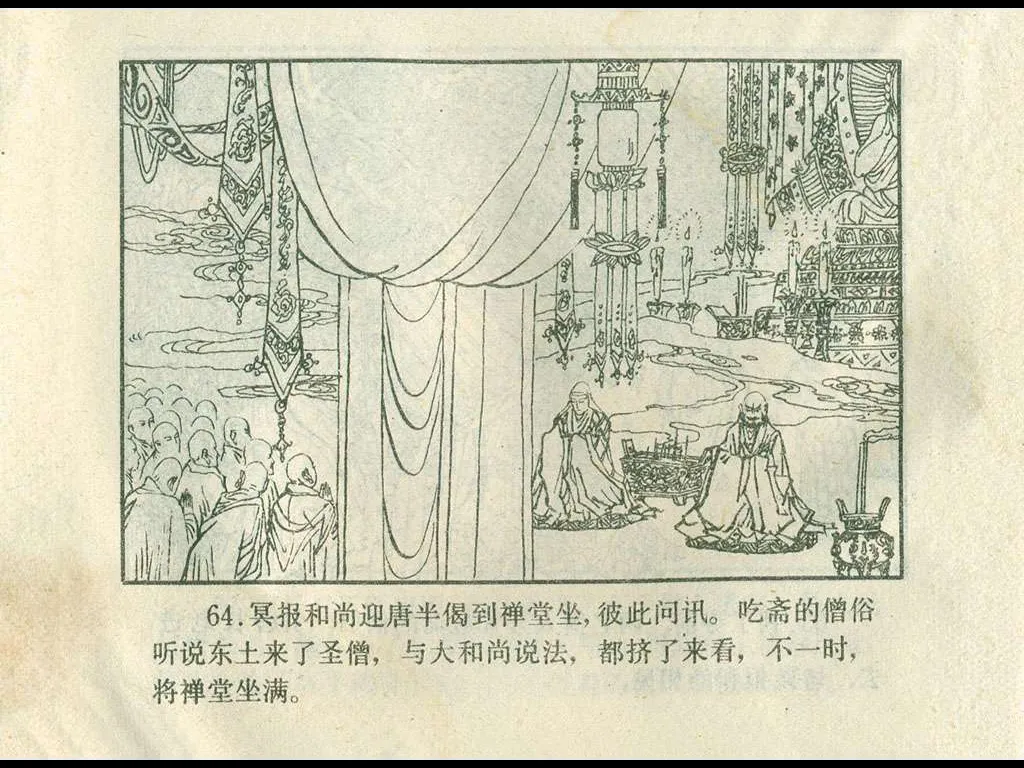 64.冥报和尚迎唐半偈到禅堂坐,彼此问讯。吃斋的僧俗
听说东土来了圣僧，与大和尚说法，都挤了来看，不一时，
将禅堂坐满。